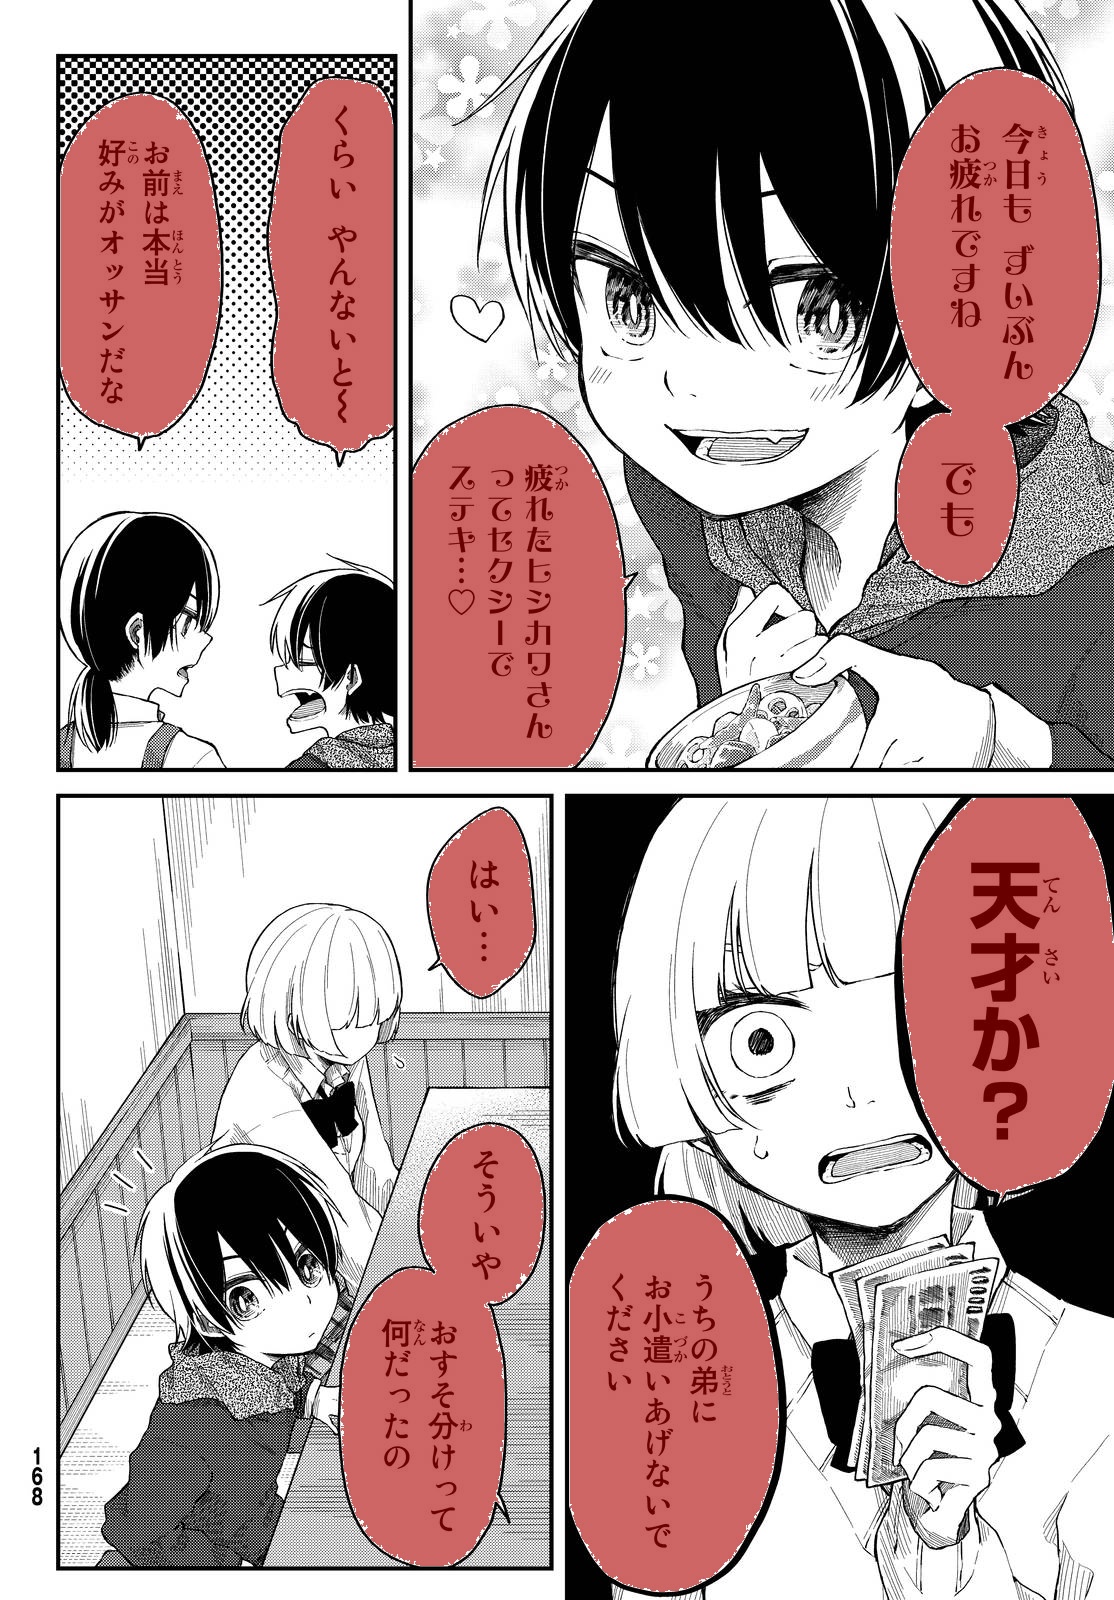 今日も ずいぶん
お疲れですね
でも
疲れたヒシカワさん
ってセクシーで
ステキ…♡
くらい やんないと〜
お前は本当
好みがオッサンだな
天才か?
うちの弟に
お小遣いあげないで
ください
はい…
そういや
おすそ分けって
何だったの
168